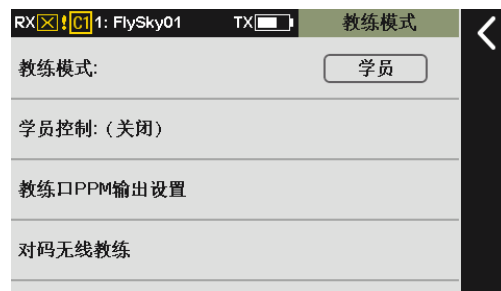 RX C1 1: FlySky01 TX 教练模式
教练模式: 学员
学员控制: (关闭)
教练口PPM输出设置
对码无线教练